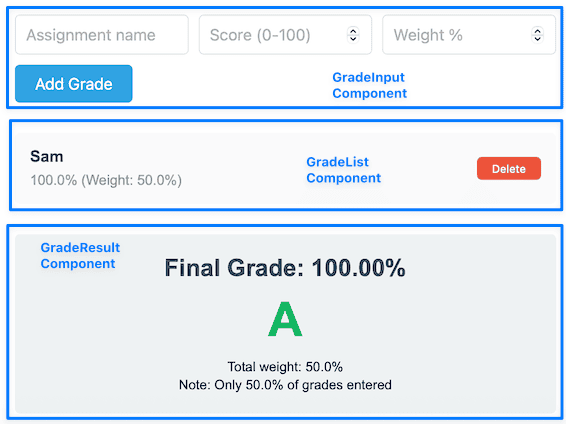 Assignment name
Score (0-100)
Weight %
Add Grade
GradeInput
Component
Sam
100.0% (Weight: 50.0%)
GradeList
Component
Delete
GradeResult
Component
Final Grade: 100.00%
A
Total weight: 50.0%
Note: Only 50.0% of grades entered